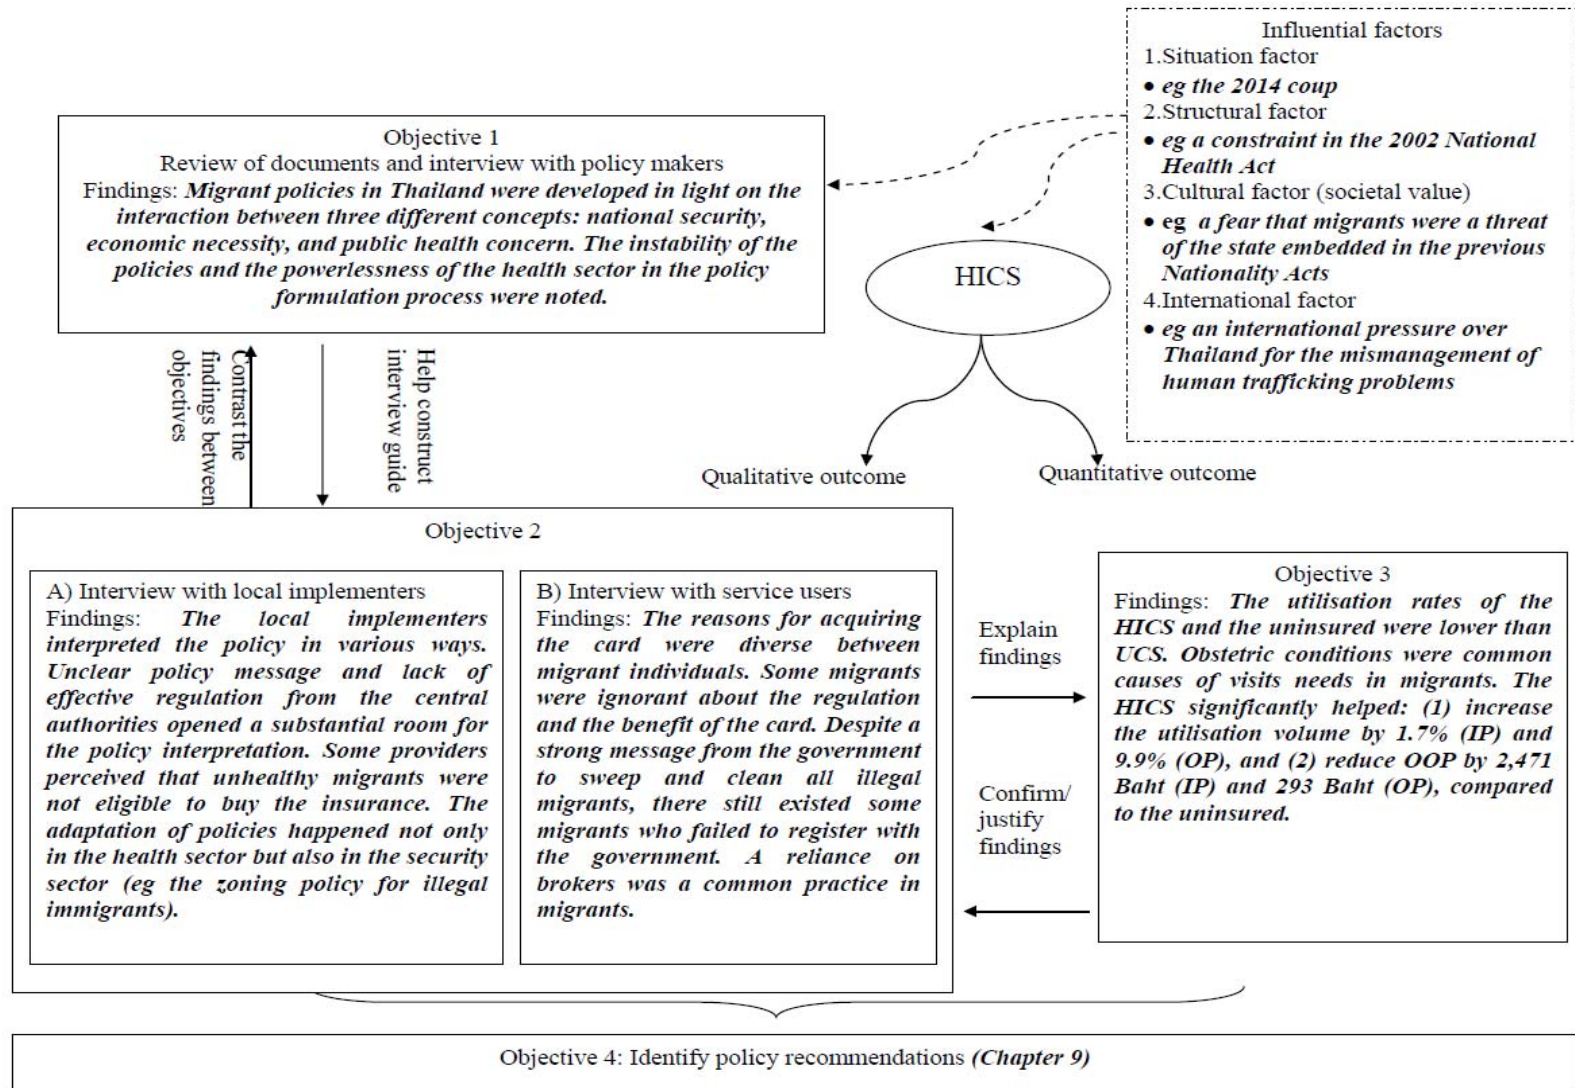 Influential factors
1.Situation factor
• eg the 2014 coup
2.Structural factor
• eg a constraint in the 2002 National
Health Act
3.Cultural factor (societal value)
• eg a fear that migrants were a threat
of the state embedded in the previous
Nationality Acts
4.International factor
• eg an international pressure over
Thailand for the mismanagement of
human trafficking problems
Objective 1
Review of documents and interview with policy makers
Findings: Migrant policies in Thailand were developed in light on the
interaction between three different concepts: national security,
economic necessity, and public health concern. The instability of the
policies and the powerlessness of the health sector in the policy
formulation process were noted.
HICS
Qualitative outcome
Quantitative outcome
Contrast the
findings between
objectives
Help construct
interview guide
Objective 2
A) Interview with local implementers
Findings: The local implementers
interpreted the policy in various ways.
Unclear policy message and lack of
effective regulation from the central
authorities opened a substantial room for
the policy interpretation. Some providers
perceived that unhealthy migrants were
not eligible to buy the insurance. The
adaptation of policies happened not only
in the health sector but also in the security
sector (eg the zoning policy for illegal
immigrants).
B) Interview with service users
Findings: The reasons for acquiring
the card were diverse between
migrant individuals. Some migrants
were ignorant about the regulation
and the benefit of the card. Despite a
strong message from the government
to sweep and clean all illegal
migrants, there still existed some
migrants who failed to register with
the government. A reliance on
brokers was a common practice in
migrants.
Explain
findings
Confirm/
justify
findings
Objective 3
Findings: The utilisation rates of the
HICS and the uninsured were lower than
UCS. Obstetric conditions were common
causes of visits needs in migrants. The
HICS significantly helped: (1) increase
the utilisation volume by 1.7% (IP) and
9.9% (OP), and (2) reduce OOP by 2,471
Baht (IP) and 293 Baht (OP), compared
to the uninsured.
Objective 4: Identify policy recommendations (Chapter 9)